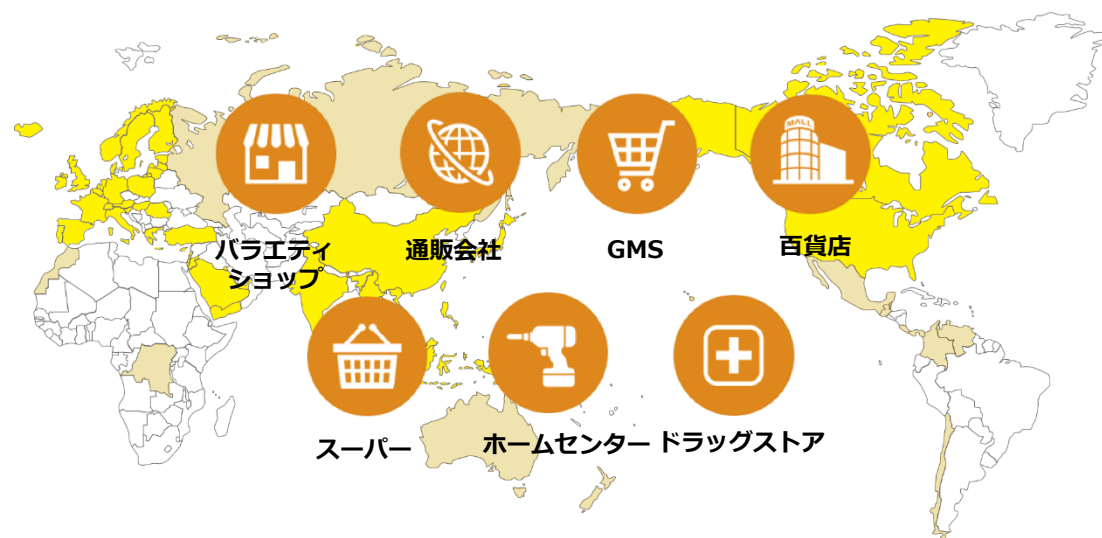 MALL
バラエティ
ショップ
通販会社
GMS
百貨店
スーパー
ホームセンター
ドラッグストア